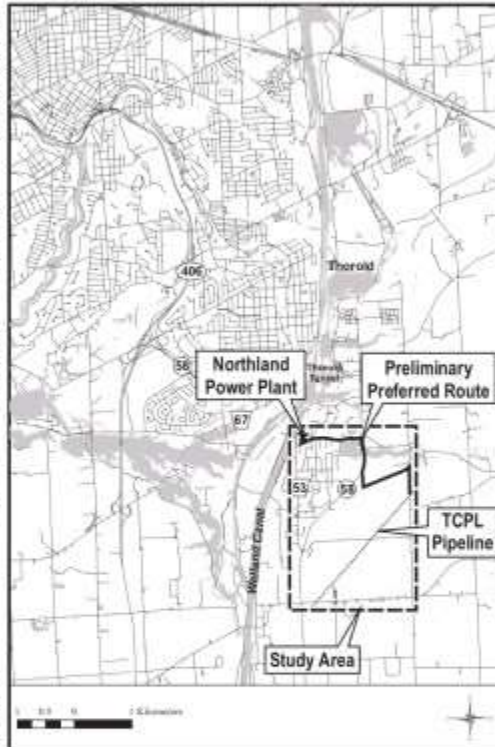 Thorold
406
58
Northland
Power Plant
Thorold
Tunnel
Preliminary
Preferred Route
67
53
58
Welland Canal
TCPL
Pipeline
Study Area